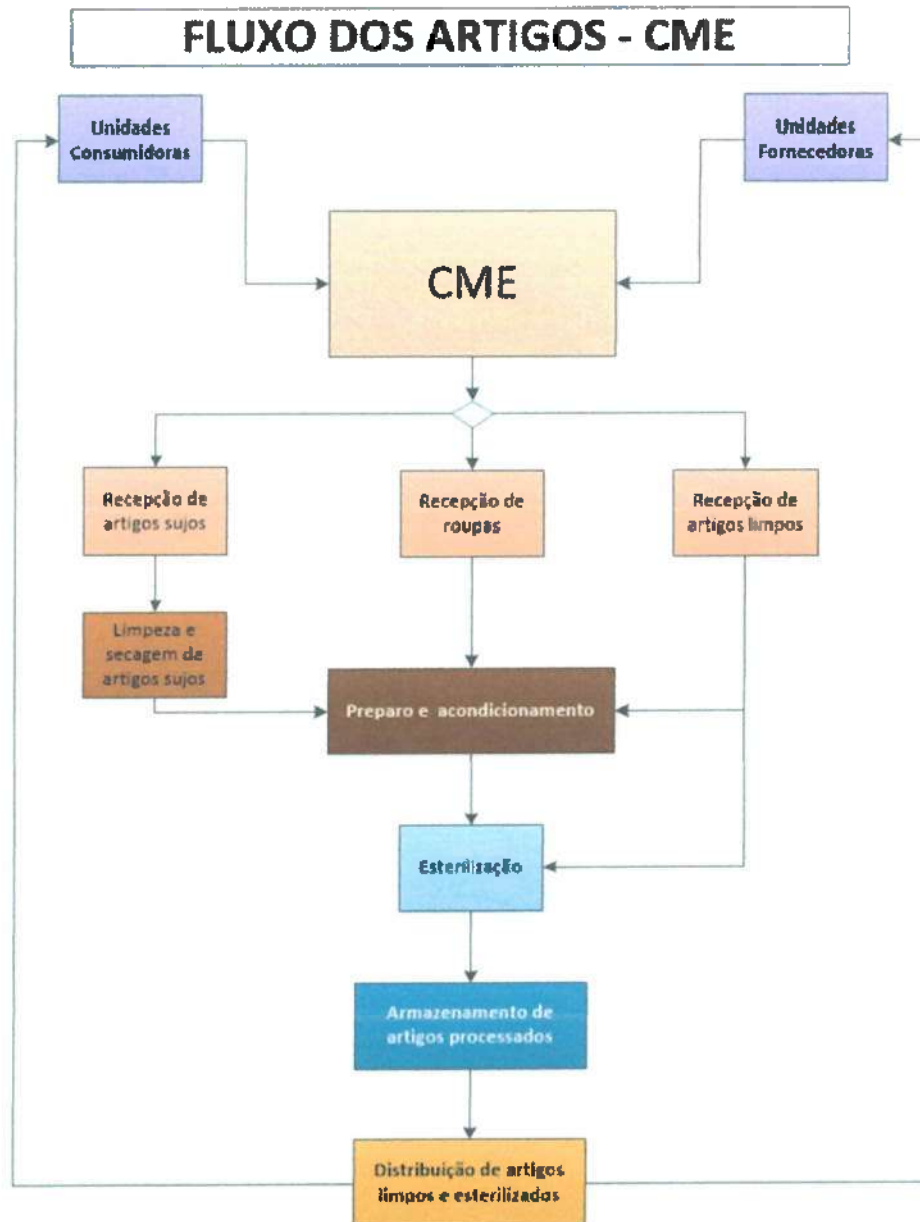 FLUXO DOS ARTIGOS - CME
Unidades
Consumidoras
Unidades
Fornecedoras
CME
Recepção de
artigos sujos
Recepção de
roupas
Recepção de
artigos limpos
Limpeza e
secagem de
artigos sujos
Preparo e acondicionamento
Esterilização
Armazenamento de
artigos processados
Distribuição de artigos
limpos e esterilizados